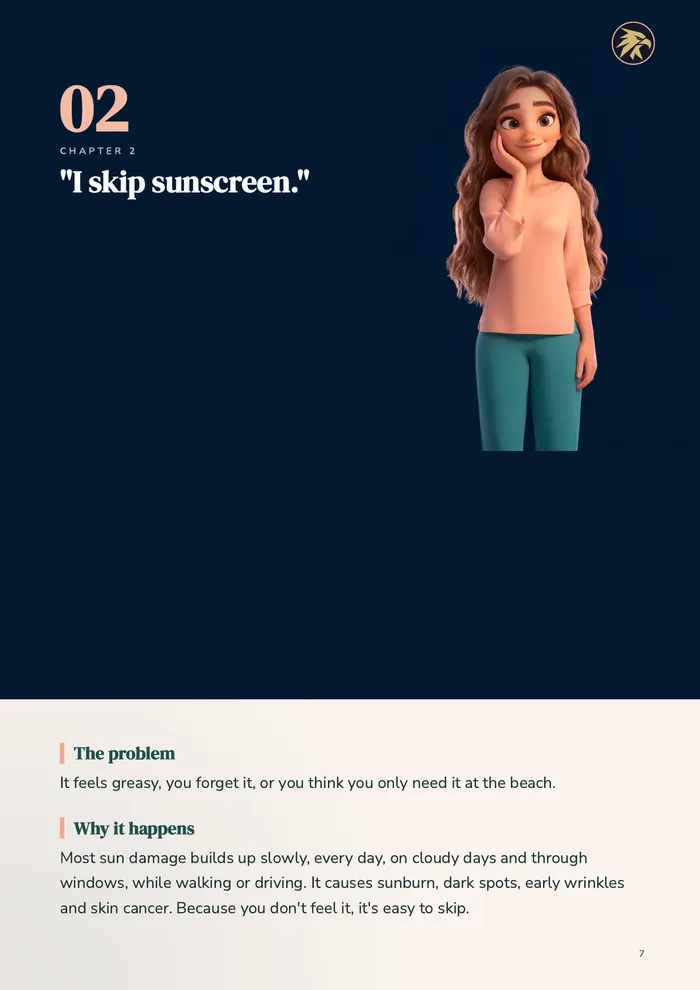 02
CHAPTER 2
"I skip sunscreen."
The problem
It feels greasy, you forget it, or you think you only need it at the beach.
Why it happens
Most sun damage builds up slowly, every day, on cloudy days and through
windows, while walking or driving. It causes sunburn, dark spots, early wrinkles
and skin cancer. Because you don't feel it, it's easy to skip.
7